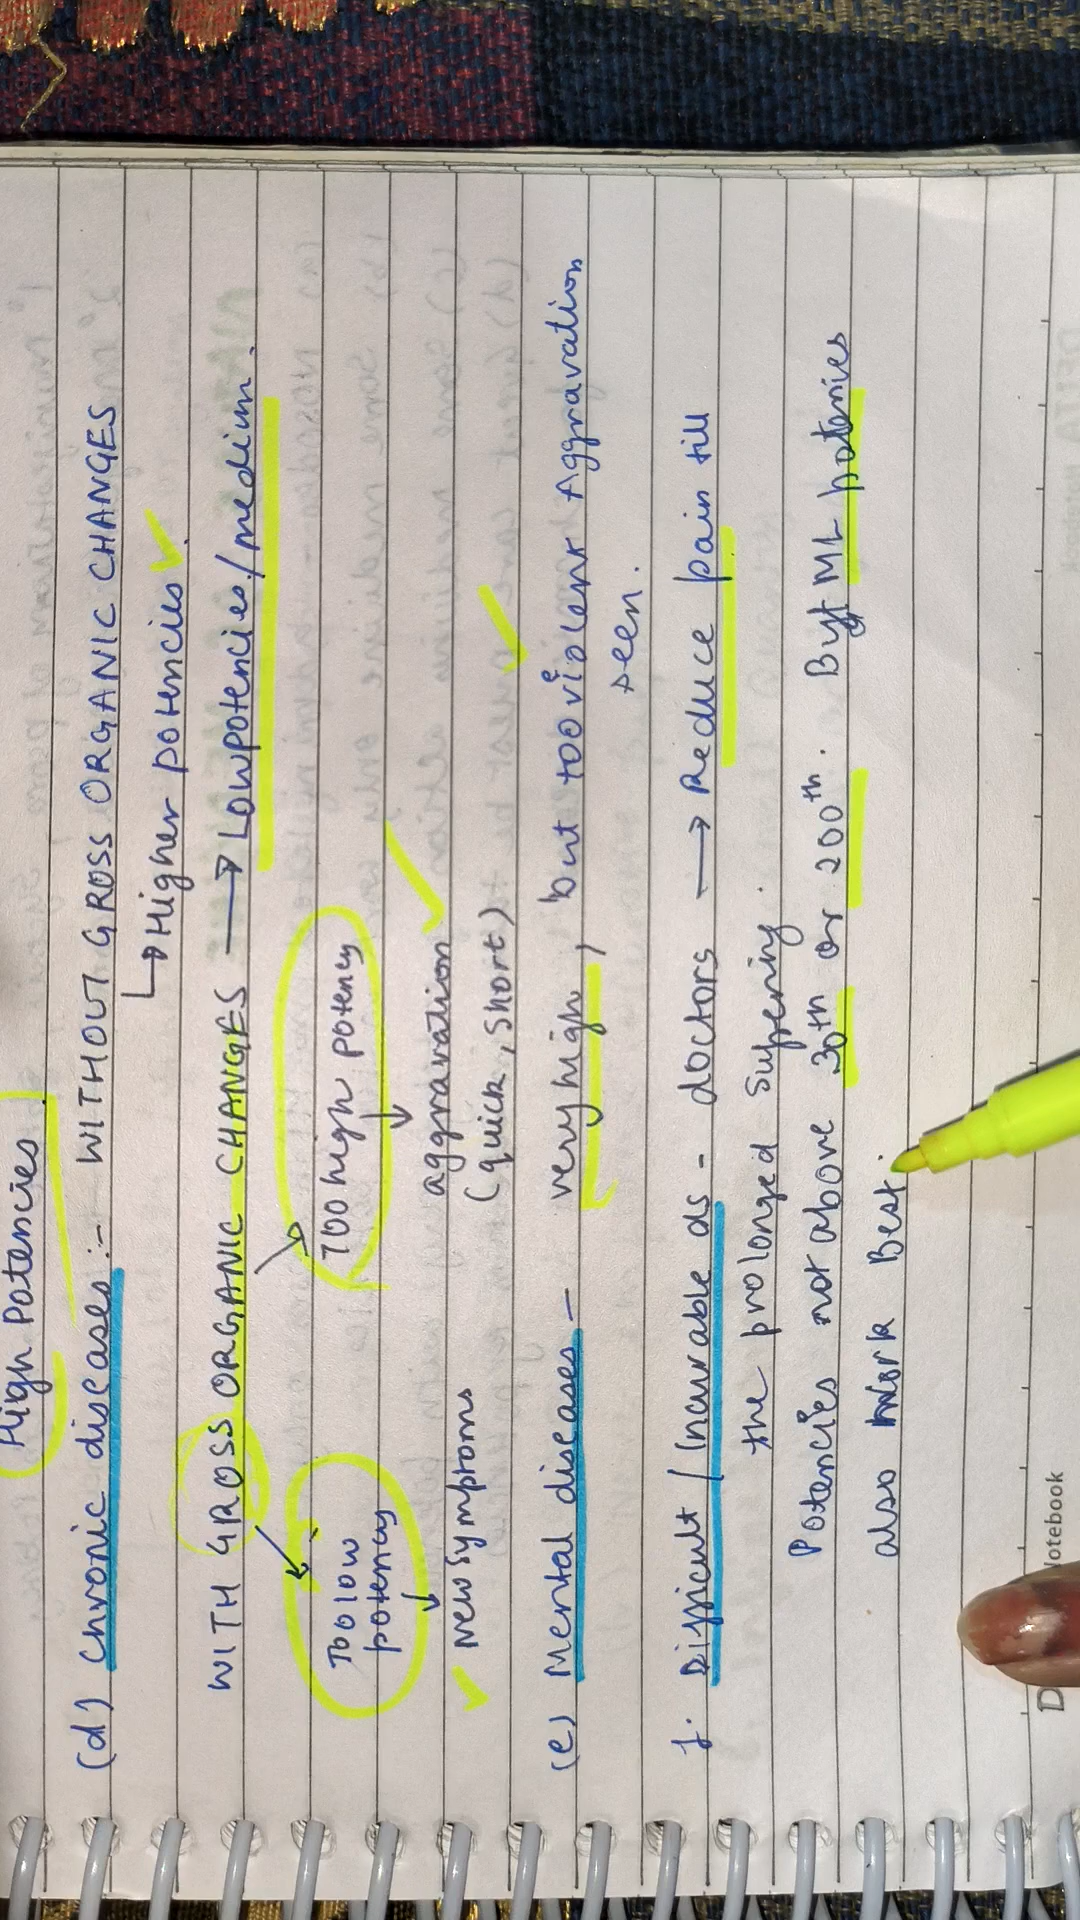 High Potencies
(d) chronic diseases :- WITHOUT GROSS ORGANIC CHANGES
↳ Higher potencies
WITH GROSS ORGANIC CHANGES → Low potencies / medium.
Too low potency
Too high potency
↓ new symptoms
↓ aggravation
(quick, short)
(e) Mental diseases - very high, but too violent Aggravation
seen.
f. Difficult / Incurable ds - doctors → Reduce pain till
the prolonged
Potencies not above 30th or 200th. But ML potenies
also work Best.
Notebook